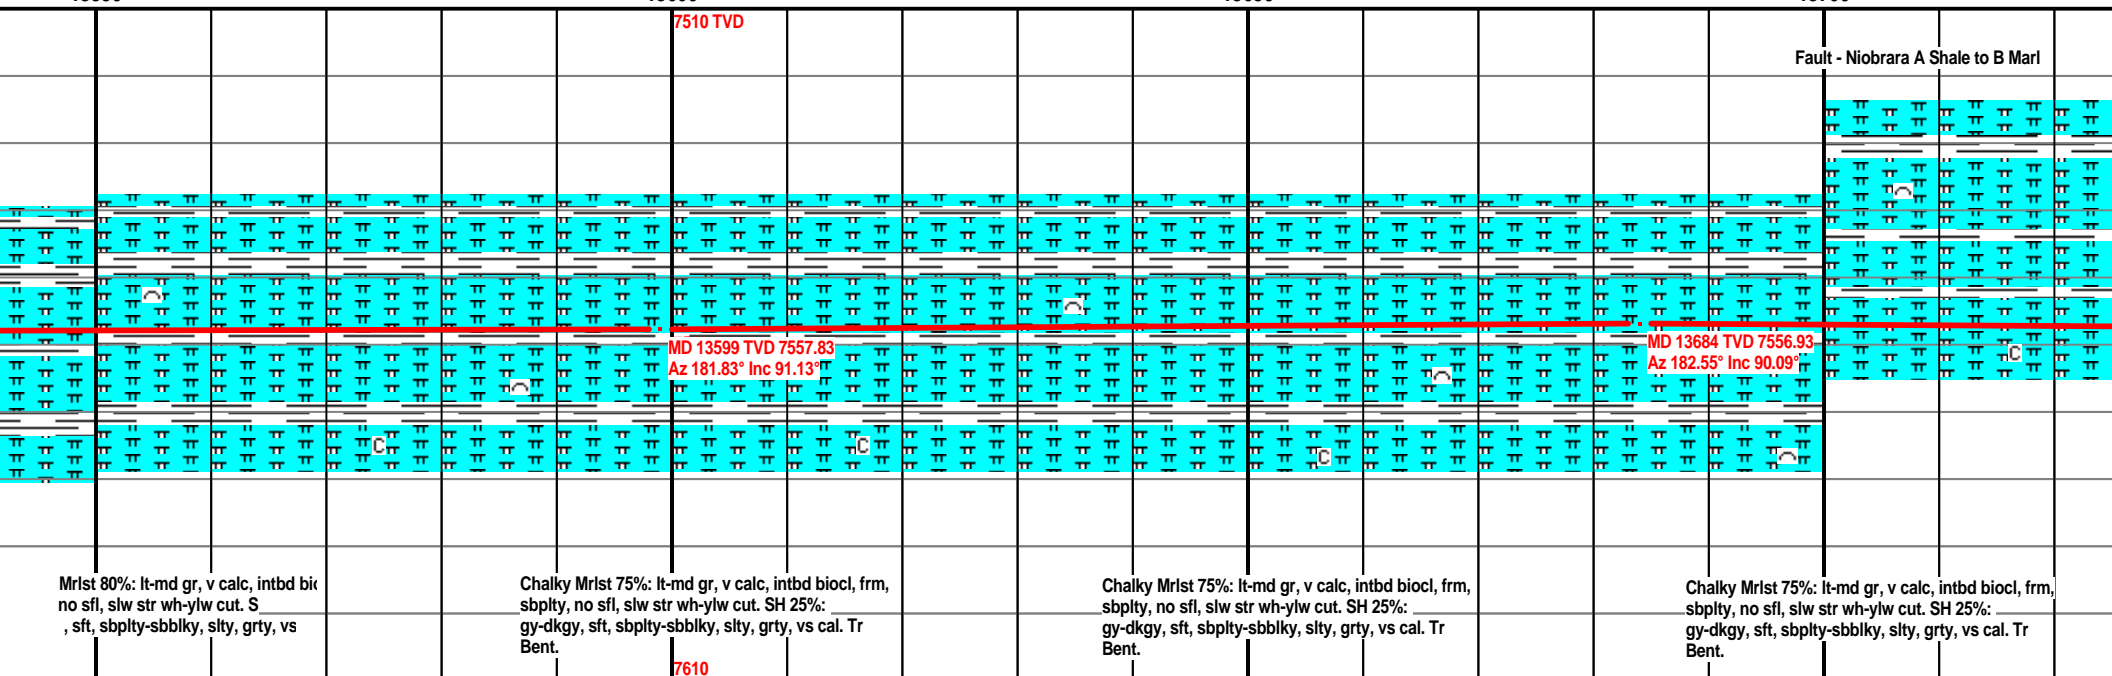 7510 TVD
Fault - Niobrara A Shale to B Marl
MD 13599 TVD 7557.83
Az 181.83° Inc 91.13°
MD 13684 TVD 7556.93
Az 182.55° Inc 90.09°
C
C
C
C
Mrlst 80%: lt-md gr, v calc, intbd bio
no sfl, slw str wh-ylw cut. S
, sft, sbplty-sbblky, slty, grty, vs
Chalky Mrlst 75%: lt-md gr, v calc, intbd biocl, frm,
sbplty, no sfl, slw str wh-ylw cut. SH 25%:
gy-dkgy, sft, sbplty-sbblky, slty, grty, vs cal. Tr
Bent.
Chalky Mrlst 75%: lt-md gr, v calc, intbd biocl, frm,
sbplty, no sfl, slw str wh-ylw cut. SH 25%:
gy-dkgy, sft, sbplty-sbblky, slty, grty, vs cal. Tr
Bent.
Chalky Mrlst 75%: lt-md gr, v calc, intbd biocl, frm,
sbplty, no sfl, slw str wh-ylw cut. SH 25%:
gy-dkgy, sft, sbplty-sbblky, slty, grty, vs cal. Tr
Bent.
7610